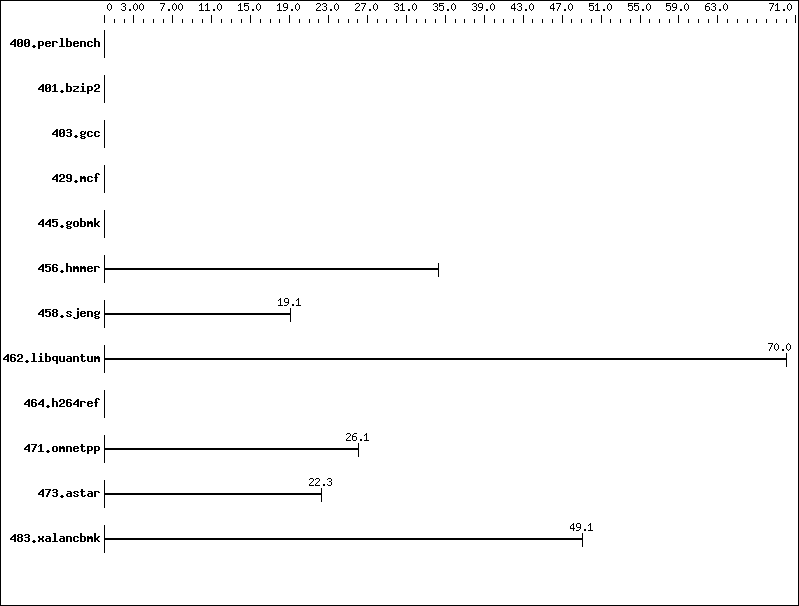 0 3.00 7.00 11.0 15.0 19.0 23.0 27.0 31.0 35.0 39.0 43.0 47.0 51.0 55.0 59.0 63.0 71.0
400.perlbench
401.bzip2
403.gcc
429.mcf
445.gobmk
456.hmmer
19.1
458.sjeng
70.0
462.libquantum
464.h264ref
26.1
471.omnetpp
22.3
473.astar
49.1
483.xalancbmk